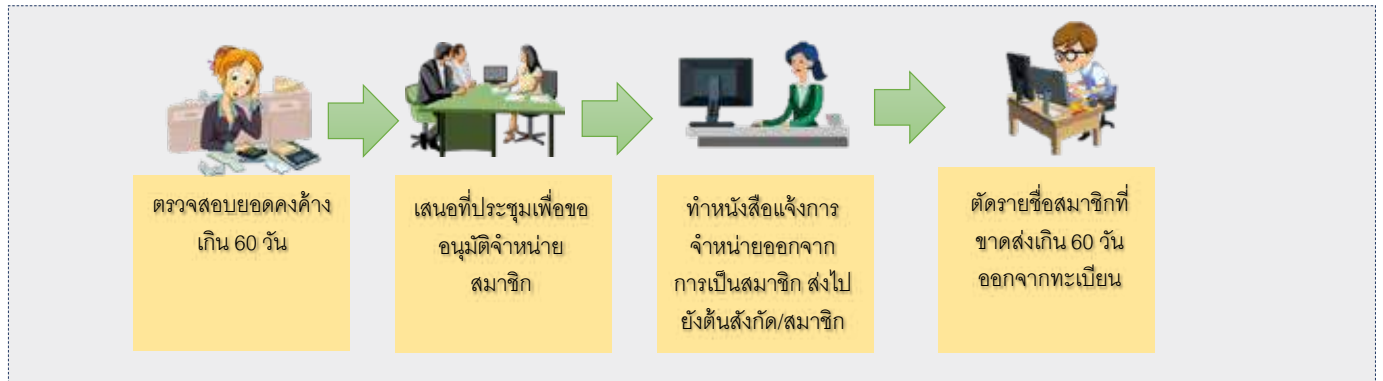 ตรวจสอบยอดคงค้าง
เกิน 60 วัน
เสนอที่ประชุมเพื่อขอ
อนุมัติจำหน่าย
สมาชิก
ทำหนังสือแจ้งการ
จำหน่ายออกจาก
การเป็นสมาชิก ส่งไป
ยังต้นสังกัด/สมาชิก
ตัดรายชื่อสมาชิกที่
ขาดส่งเกิน 60 วัน
ออกจากทะเบียน